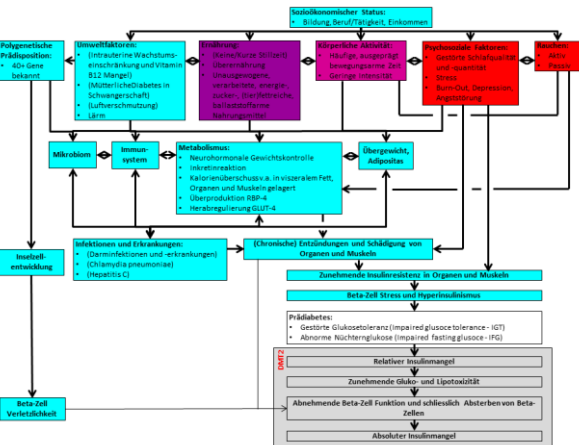 Sozioökonomischer Status:
• Bildung, Beruf/Tätigkeit, Einkommen
Polygenetische
Prädisposition:
• 40+ Gene
bekannt
Umweltfaktoren:
• (Intrauterine Wachstums-
einschränkung und Vitamin
B12 Mangel)
• (Mütterliche Diabetes in
Schwangerschaft)
• (Luftverschmutzung)
• Lärm
Ernährung:
• (Keine/Kurze Stillzeit)
• Überernährung
• Unausgewogene,
verarbeitete, energie-,
zucker-, (tier)fettreiche,
ballaststoffarme
Nahrungsmittel
Körperliche Aktivität:
• Häufige, ausgeprägt
bewegungsarme Zeit
• Geringe Intensität
Psychosoziale Faktoren:
• Gestörte Schlafqualität
und -quantität
• Stress
• Burn-Out, Depression,
Angststörung
Rauchen:
• Aktiv
• Passiv
Mikrobiom
Immun-
system
Metabolismus:
• Neurohormonale Gewichtskontrolle
• Inkretinreaktion
• Kalorienüberschuss v.a. in viszeralem Fett,
Organen und Muskeln gelagert
• Überproduktion RBP-4
• Herabregulierung GLUT-4
Übergewicht,
Adipositas
Inselzell-
entwicklung
Infektionen und Erkrankungen:
• (Darminfektionen und -erkrankungen)
• (Chlamydia pneumoniae)
• (Hepatitis C)
(Chronische) Entzündungen und Schädigung von
Organen und Muskeln
Zunehmende Insulinresistenz in Organen und Muskeln
Beta-Zell Stress und Hyperinsulinismus
Prädiabetes:
• Gestörte Glukosetoleranz (Impaired glusoce tolerance - IGT)
• Abnorme Nüchternglukose (Impaired fasting glusoce - IFG)
DMT2
Relativer Insulinmangel
Zunehmende Gluko- und Lipotoxizität
Beta-Zell
Verletzlichkeit
Abnehmende Beta-Zell Funktion und schliesslich Absterben von Beta-
Zellen
Absoluter Insulinmangel